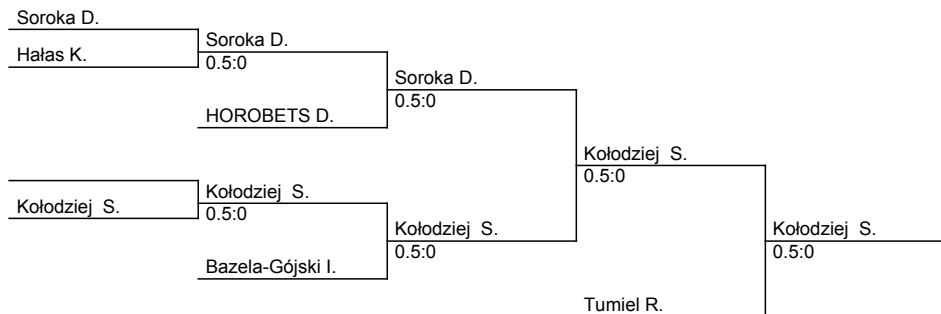 Soroka D.
Hałas K.
Soroka D.
0.5:0
HOROBETS D.
Soroka D.
0.5:0
Kołodziej  S.
Kołodziej  S.
0.5:0
Bazela-Gójski I.
Kołodziej  S.
0.5:0
Kołodziej  S.
0.5:0
Tumiel R.
Kołodziej  S.
0.5:0